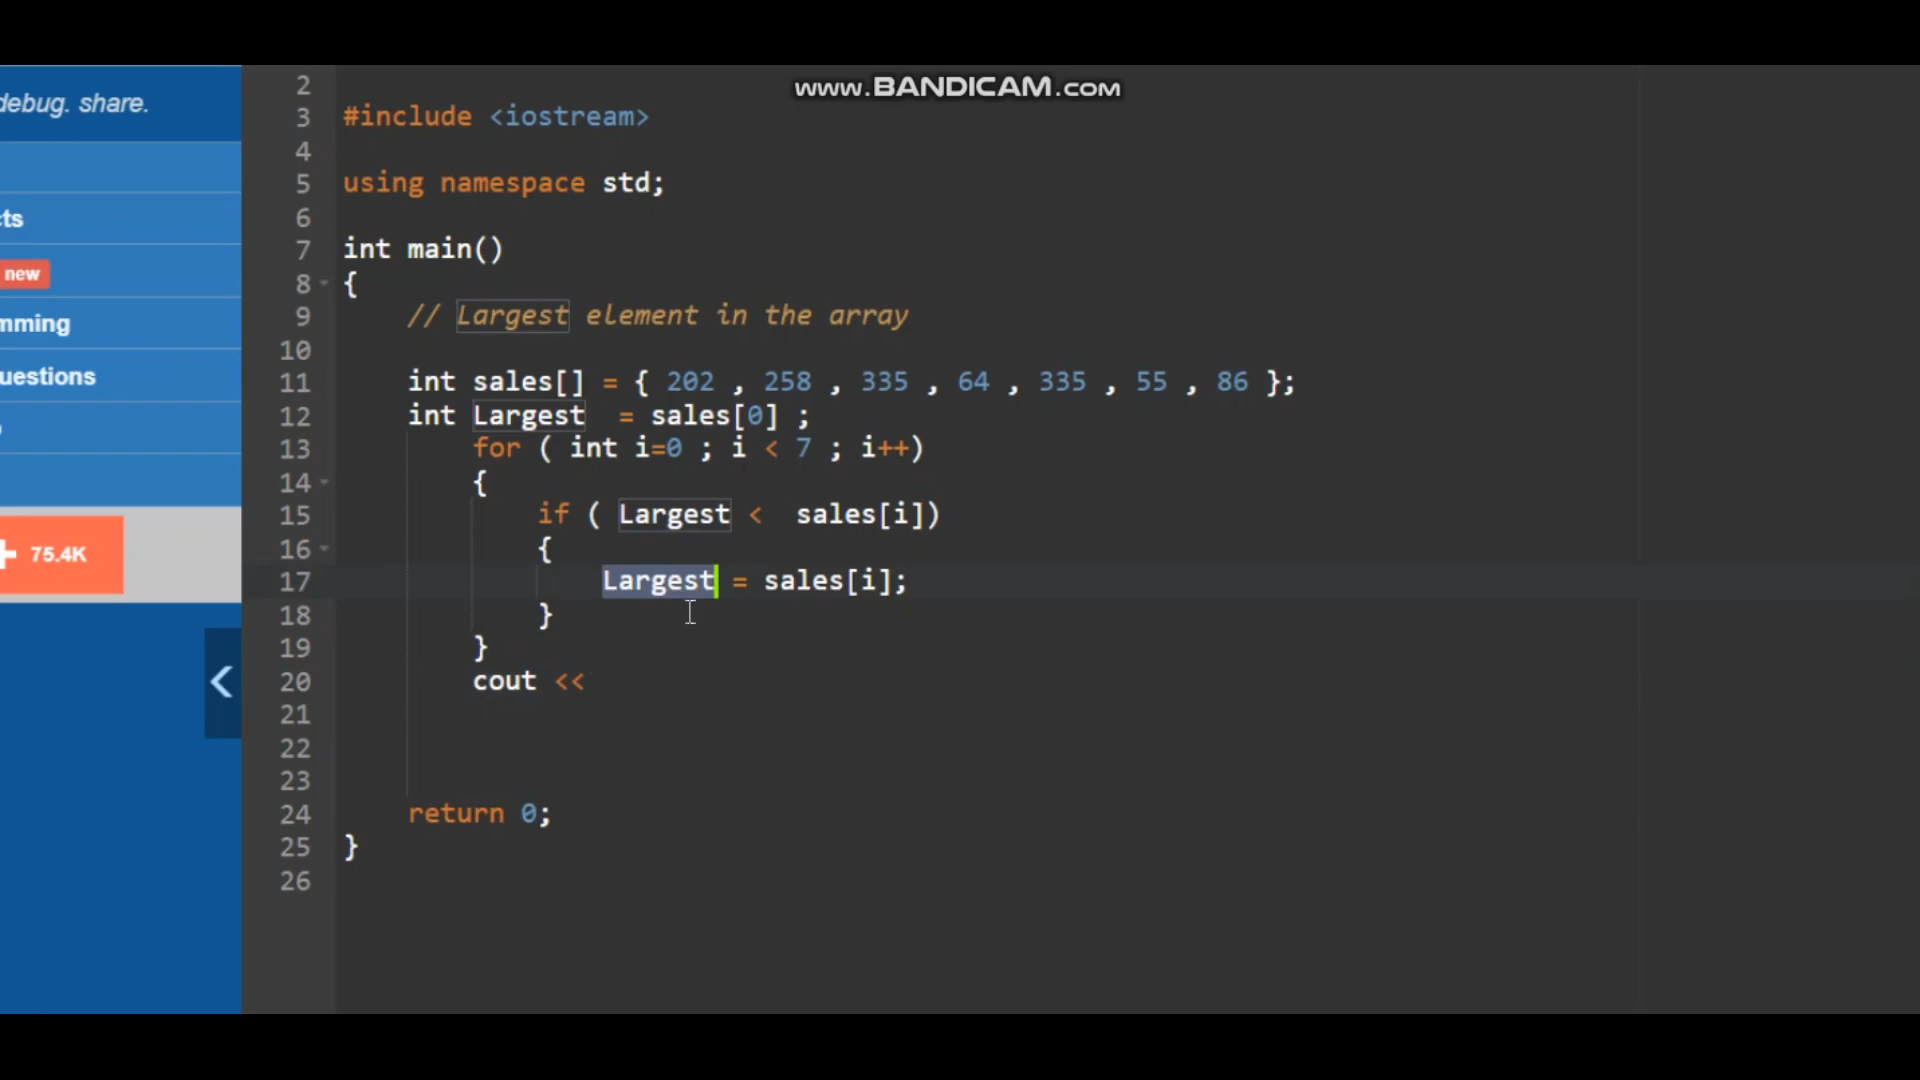 www.BANDICAM.com
debug. share.
cts
new
mming
uestions
75.4K
2
3 #include <iostream>
4
5 using namespace std;
6
7 int main()
8 {
9 // Largest element in the array
10
11 int sales[] = { 202 , 258 , 335 , 64 , 335 , 55 , 86 };
12 int Largest  = sales[0] ;
13 for ( int i=0 ; i < 7 ; i++)
14 {
15 if ( Largest <  sales[i])
16 {
17 Largest = sales[i];
18 }
19 }
20 cout <<
21
22
23
24 return 0;
25 }
26